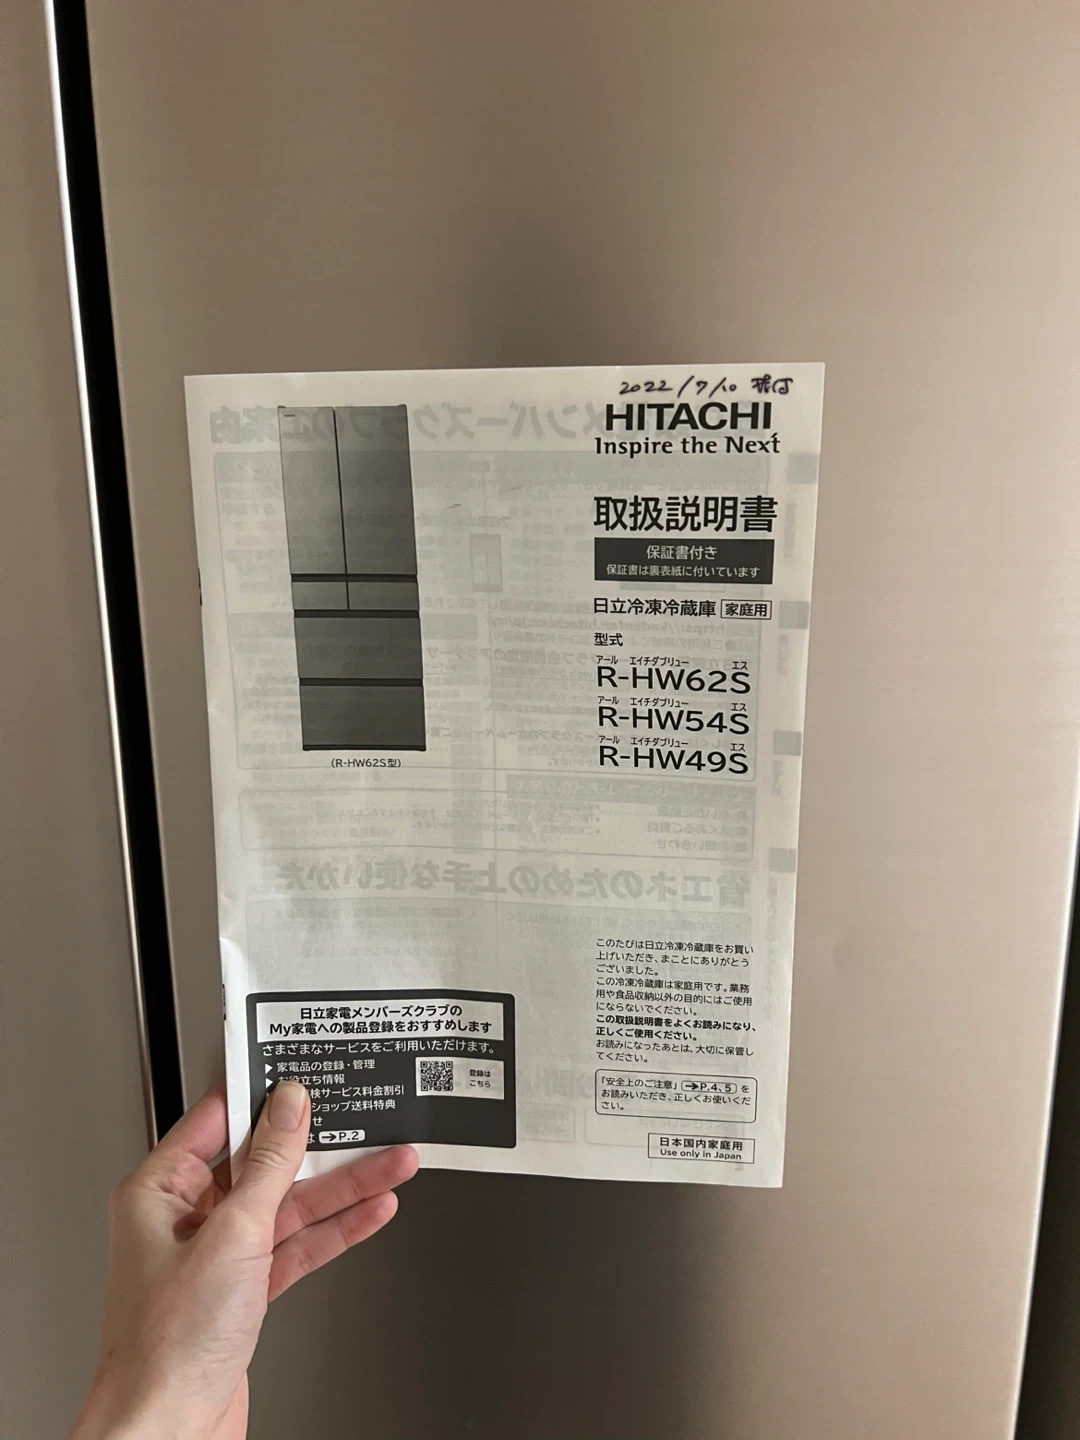 2022/7/10
HITACHI
Inspire the Next
取扱説明書
保証書付き
保証書は裏表紙に付いています
日立冷凍冷蔵庫 家庭用
型式
アール エイチダブリュー エス
R-HW62S
アール エイチダブリュー エス
R-HW54S
アール エイチダブリュー エス
R-HW49S
(R-HW62S型)
このたびは日立冷凍冷蔵庫をお買い
上げいただき、まことにありがとう
ございました。
この冷凍冷蔵庫は家庭用です。業務
用や食品収納以外の目的にはご使用
にならないでください。
この取扱説明書をよくお読みになり、
正しくご使用ください。
お読みになったあとは、大切に保管し
てください。
「安全上のご注意」(→P.4、5) を
お読みいただき、正しくお使いくだ
さい。
日本国内家庭用
Use only in Japan
日立家電メンバーズクラブの
My家電への製品登録をおすすめします
さまざまなサービスをご利用いただけます。
▶ 家電品の登録・管理
▶ お役立ち情報
検サービス料金割引
ショップ送料特典
せ
は →P.2
登録は
こちら